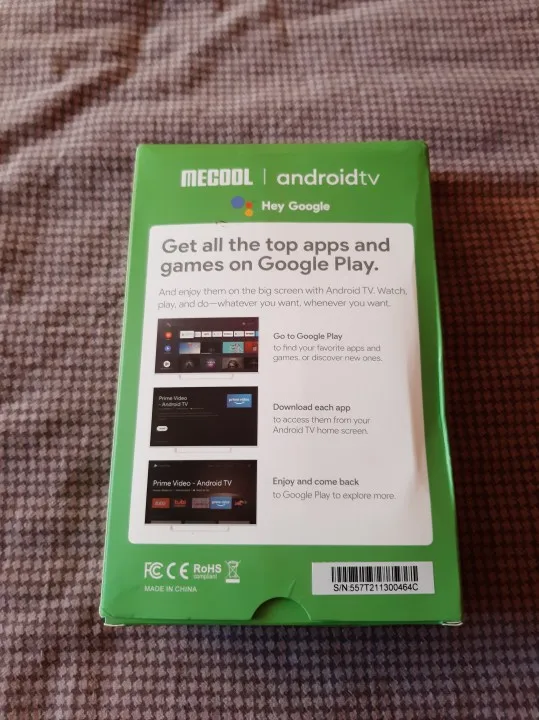 MECOOL | androidtv
Hey Google
Get all the top apps and
games on Google Play.
And enjoy them on the big screen with Android TV. Watch,
play, and do—whatever you want, whenever you want.
Go to Google Play
to find your favorite apps and
games, or discover new ones.
Prime Video
- Android TV
prime video
Download each app
to access them from your
Android TV home screen.
Prime Video - Android TV
hulu
prime video
Enjoy and come back
to Google Play to explore more.
FC CE RoHS
compliant
MADE IN CHINA
S/N:557T211300464C